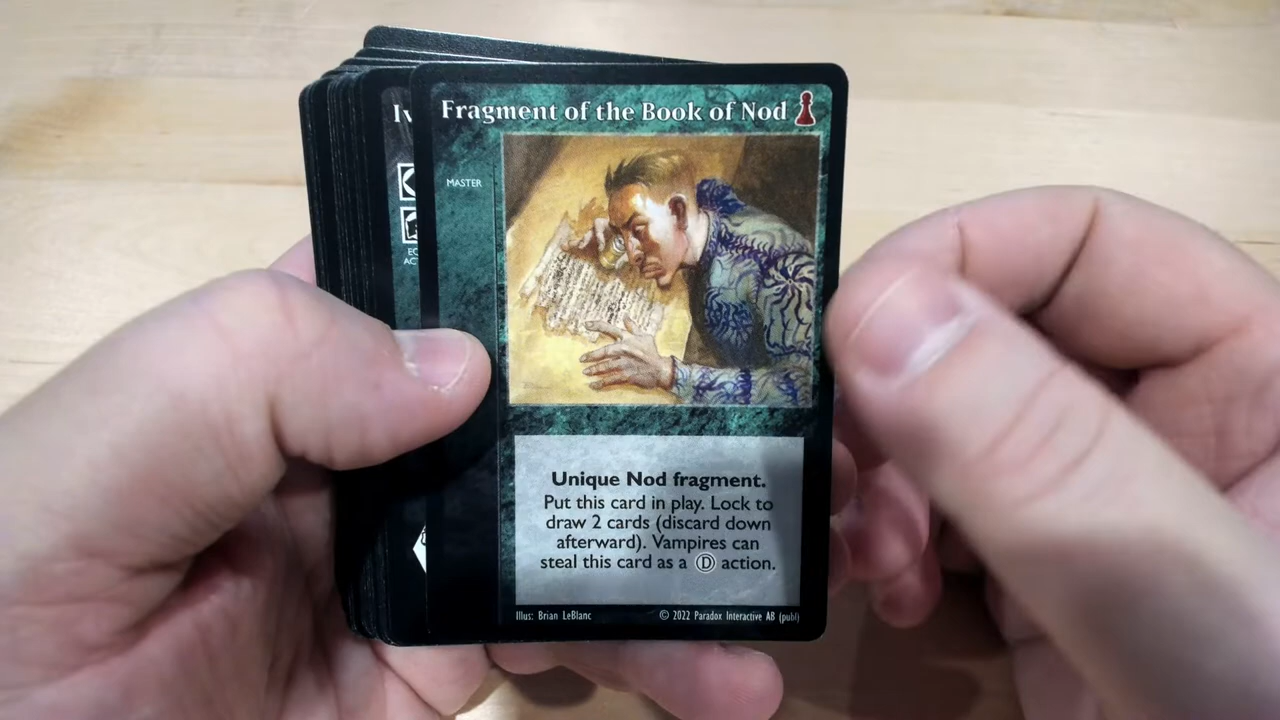 Fragment of the Book of Nod
MASTER
Unique Nod fragment.
Put this card in play. Lock to
draw 2 cards (discard down
afterward). Vampires can
steal this card as a Ⓓ action.
Illus: Brian LeBlanc
© 2022 Paradox Interactive AB (publ)